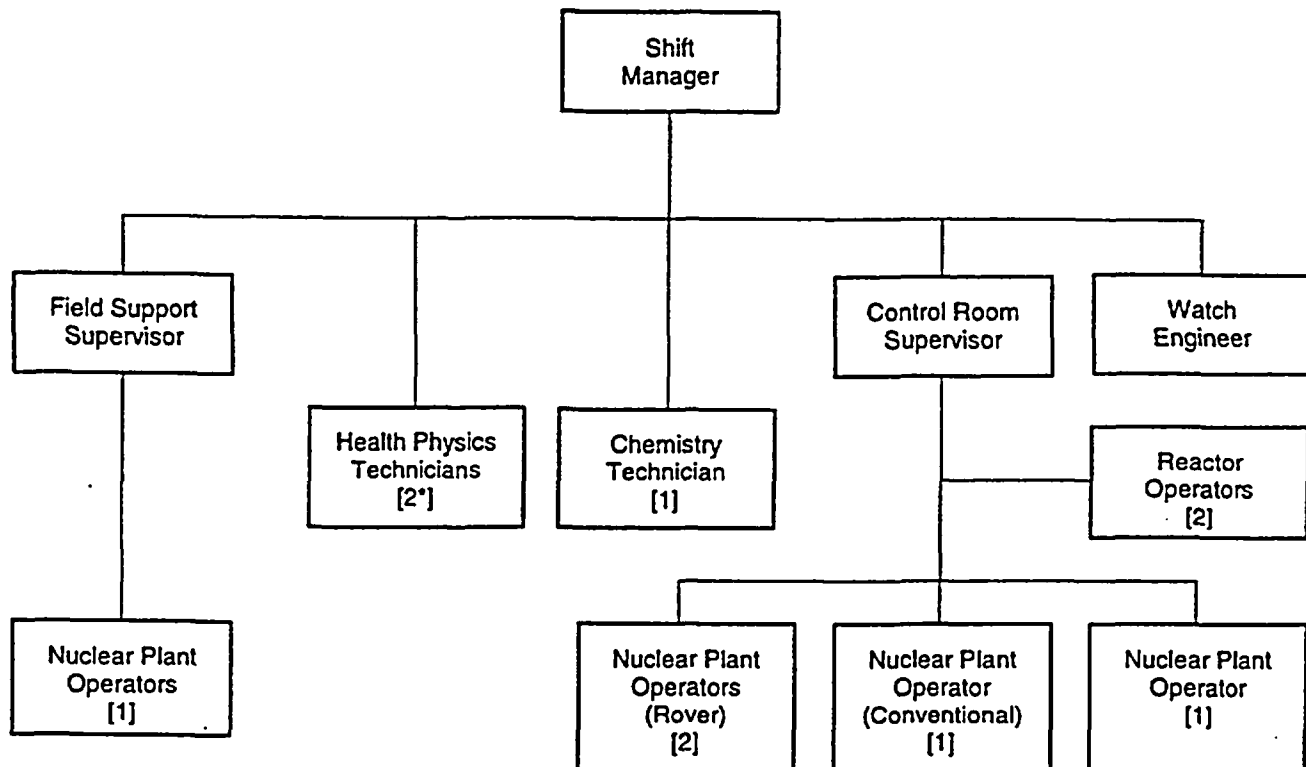 Shift
Manager
Field Support
Supervisor
Control Room
Supervisor
Watch
Engineer
Health Physics
Technicians
[2*]
Chemistry
Technician
[1]
Reactor
Operators
[2]
Nuclear Plant
Operators
[1]
Nuclear Plant
Operators
(Rover)
[2]
Nuclear Plant
Operator
(Conventional)
[1]
Nuclear Plant
Operator
[1]